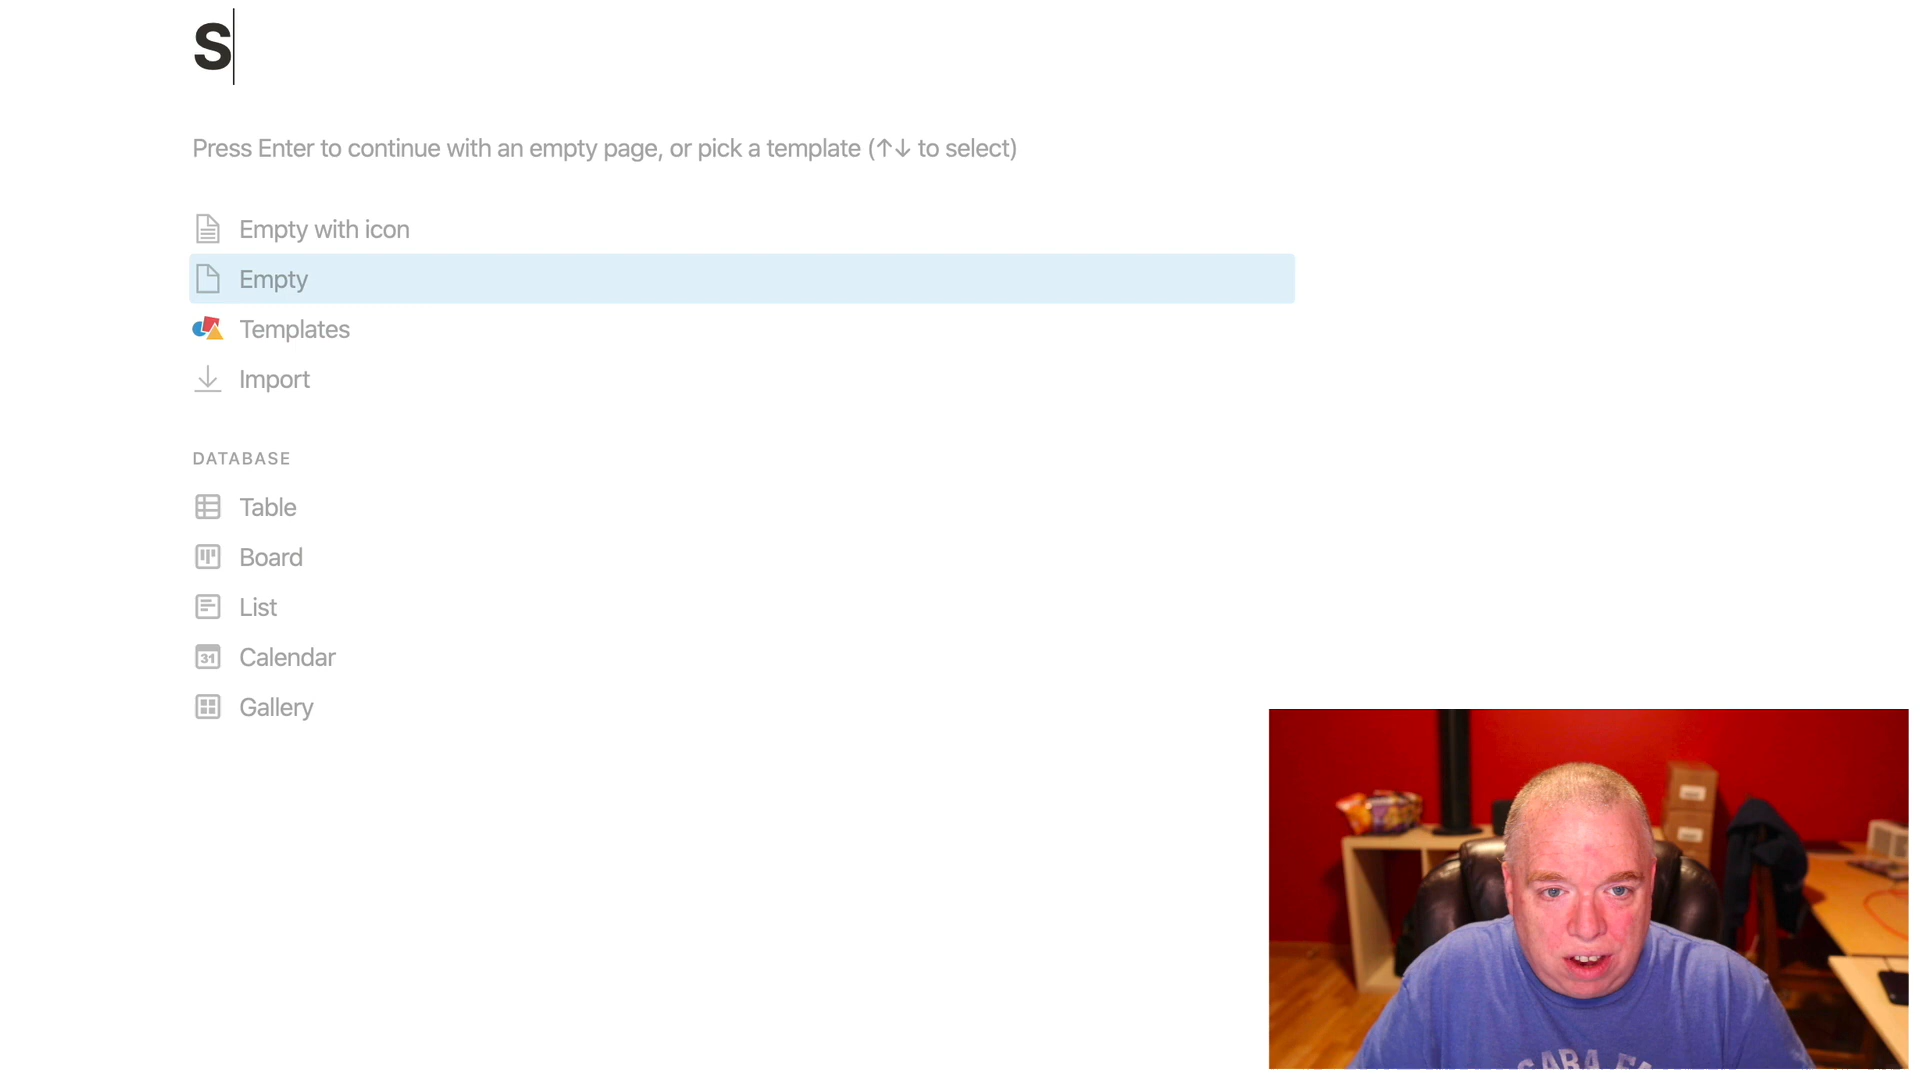 S
Press Enter to continue with an empty page, or pick a template (↑↓ to select)
Empty with icon
Empty
Templates
Import
DATABASE
Table
Board
List
31
Calendar
Gallery